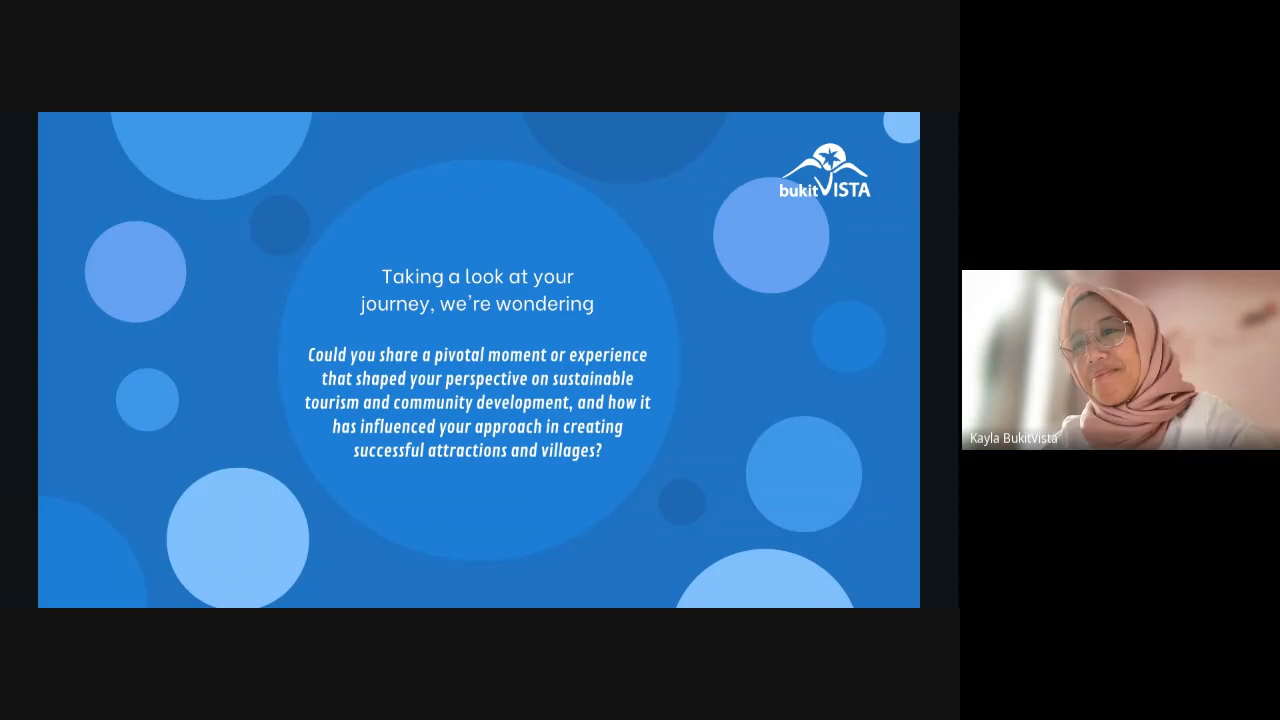 bukit VISTA
Taking a look at your
journey, we're wondering
Could you share a pivotal moment or experience
that shaped your perspective on sustainable
tourism and community development, and how it
has influenced your approach in creating
successful attractions and villages?
Kayla BukitVista